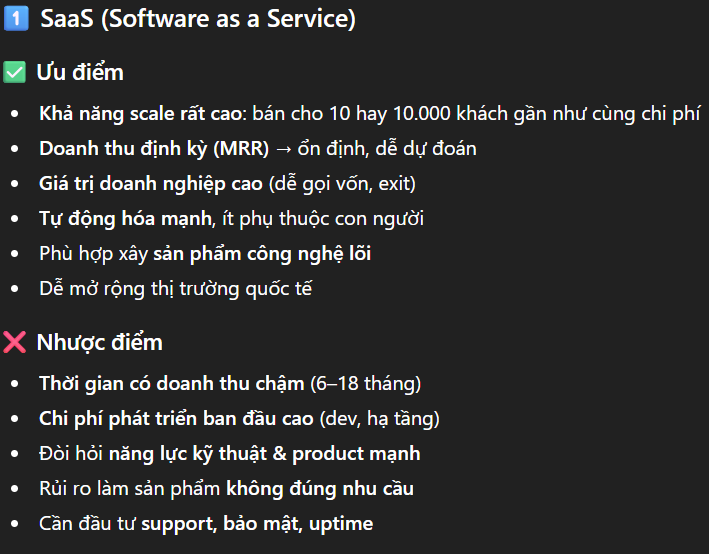 1️⃣ SaaS (Software as a Service)
✅ Ưu điểm
• Khả năng scale rất cao: bán cho 10 hay 10.000 khách gần như cùng chi phí
• Doanh thu định kỳ (MRR) → ổn định, dễ dự đoán
• Giá trị doanh nghiệp cao (dễ gọi vốn, exit)
• Tự động hóa mạnh, ít phụ thuộc con người
• Phù hợp xây sản phẩm công nghệ lõi
• Dễ mở rộng thị trường quốc tế
❌ Nhược điểm
• Thời gian có doanh thu chậm (6–18 tháng)
• Chi phí phát triển ban đầu cao (dev, hạ tầng)
• Đòi hỏi năng lực kỹ thuật & product mạnh
• Rủi ro làm sản phẩm không đúng nhu cầu
• Cần đầu tư support, bảo mật, uptime